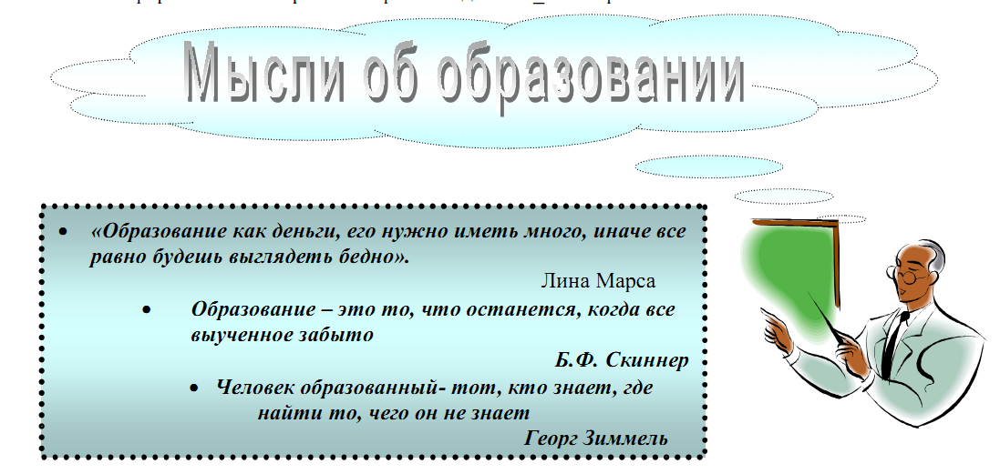 Мысли об образовании
• «Образование как деньги, его нужно иметь много, иначе все
равно будешь выглядеть бедно».
Лина Марса
• Образование – это то, что останется, когда все
выученное забыто
Б.Ф. Скиннер
• Человек образованный- тот, кто знает, где
найти то, чего он не знает
Георг Зиммель